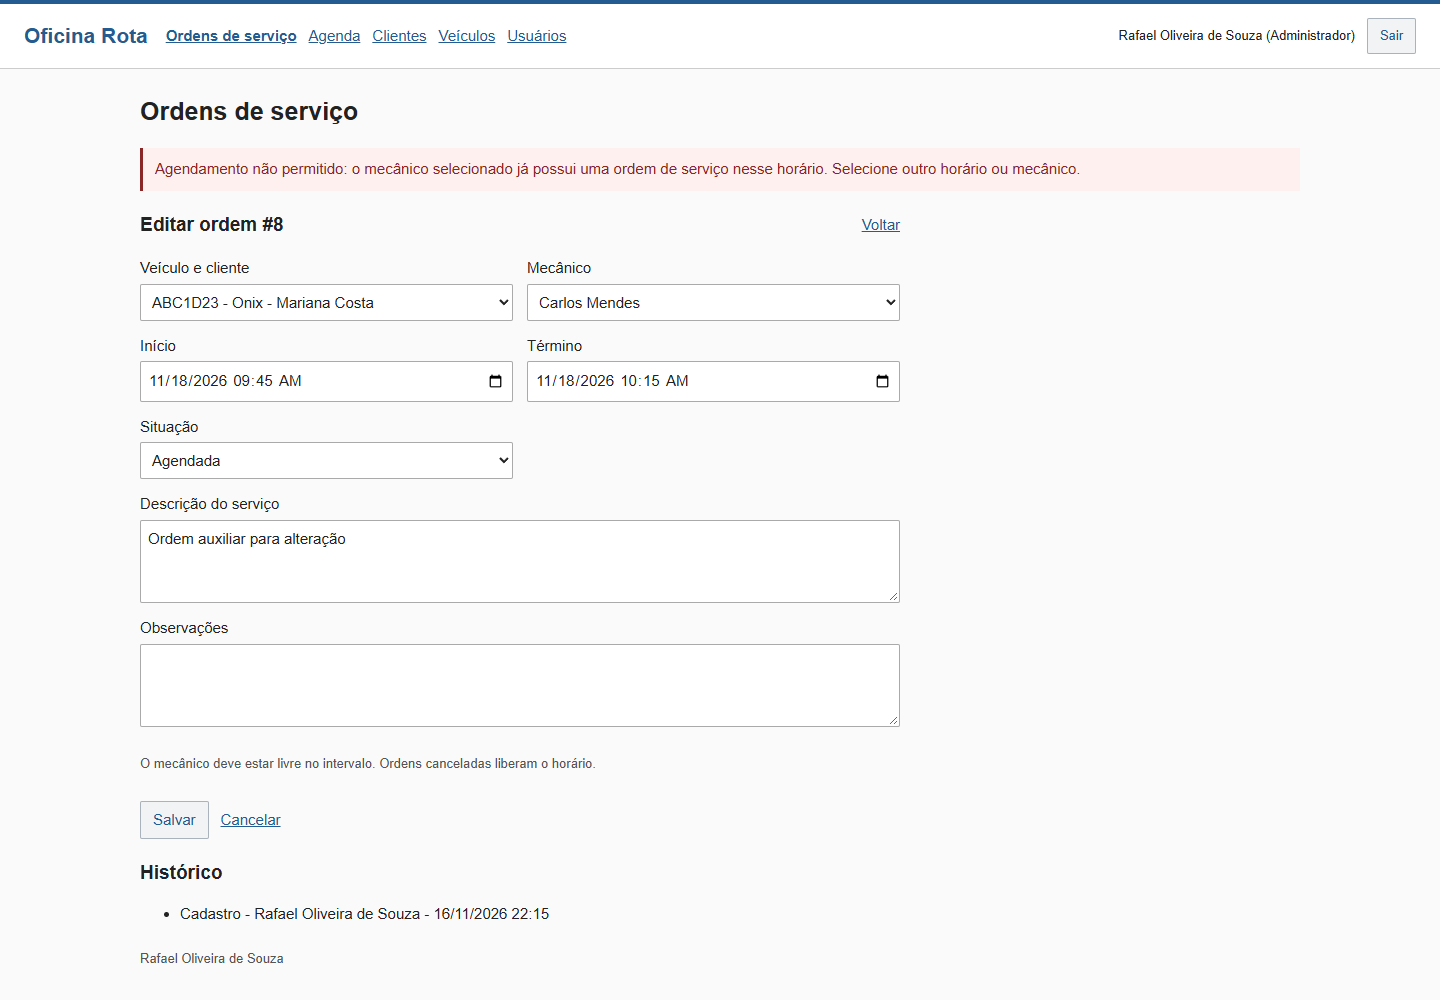 Oficina Rota Ordens de serviço Agenda Clientes Veículos Usuários Rafael Oliveira de Souza (Administrador) Sair
Ordens de serviço
Agendamento não permitido: o mecânico selecionado já possui uma ordem de serviço nesse horário. Selecione outro horário ou mecânico.
Editar ordem #8 Voltar
Veículo e cliente Mecânico
ABC1D23 - Onix - Mariana Costa Carlos Mendes
Início Término
11/18/2026 09:45 AM 11/18/2026 10:15 AM
Situação
Agendada
Descrição do serviço
Ordem auxiliar para alteração
Observações
O mecânico deve estar livre no intervalo. Ordens canceladas liberam o horário.
Salvar Cancelar
Histórico
• Cadastro - Rafael Oliveira de Souza - 16/11/2026 22:15
Rafael Oliveira de Souza